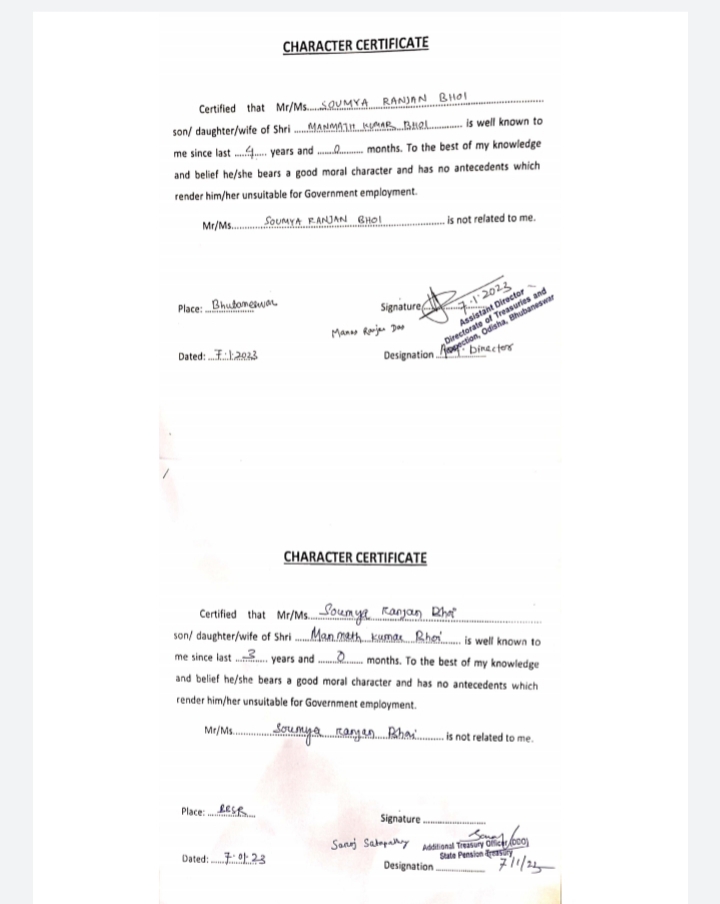 CHARACTER CERTIFICATE
Certified that Mr/Ms....SOUMYA RANJAN BHOI....
son/ daughter/wife of Shri ....MANMATH KUMAR BHOI.... is well known to
me since last ....4.... years and ....0.... months. To the best of my knowledge
and belief he/she bears a good moral character and has no antecedents which
render him/her unsuitable for Government employment.
Mr/Ms....SOUMYA RANJAN BHOI.... is not related to me.
Place: Bhubaneswar
Signature
7.1.2023
Assistant Director
Directorate of Treasuries and
Inspection, Odisha, Bhubaneswar
Manas Ranjan Das
Dated: 7.1.2023
Designation Asst. Director
CHARACTER CERTIFICATE
Certified that Mr/Ms....Soumya Ranjan Bhoi....
son/ daughter/wife of Shri ....Manmath kumar Bhoi.... is well known to
me since last ....3.... years and ....0.... months. To the best of my knowledge
and belief he/she bears a good moral character and has no antecedents which
render him/her unsuitable for Government employment.
Mr/Ms....Soumya ranjan Bhoi.... is not related to me.
Place: BBSR
Signature
Saroj Satapathy
Additional Treasury Officer (DDO)
State Pension Treasury
Dated: 7.01.23
Designation
7/1/23